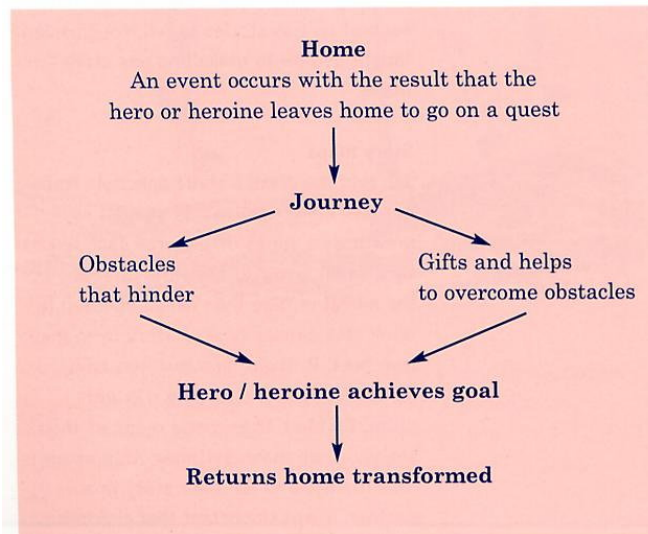 Home
An event occurs with the result that the
hero or heroine leaves home to go on a quest
Journey
Obstacles
that hinder
Gifts and helps
to overcome obstacles
Hero / heroine achieves goal
Returns home transformed